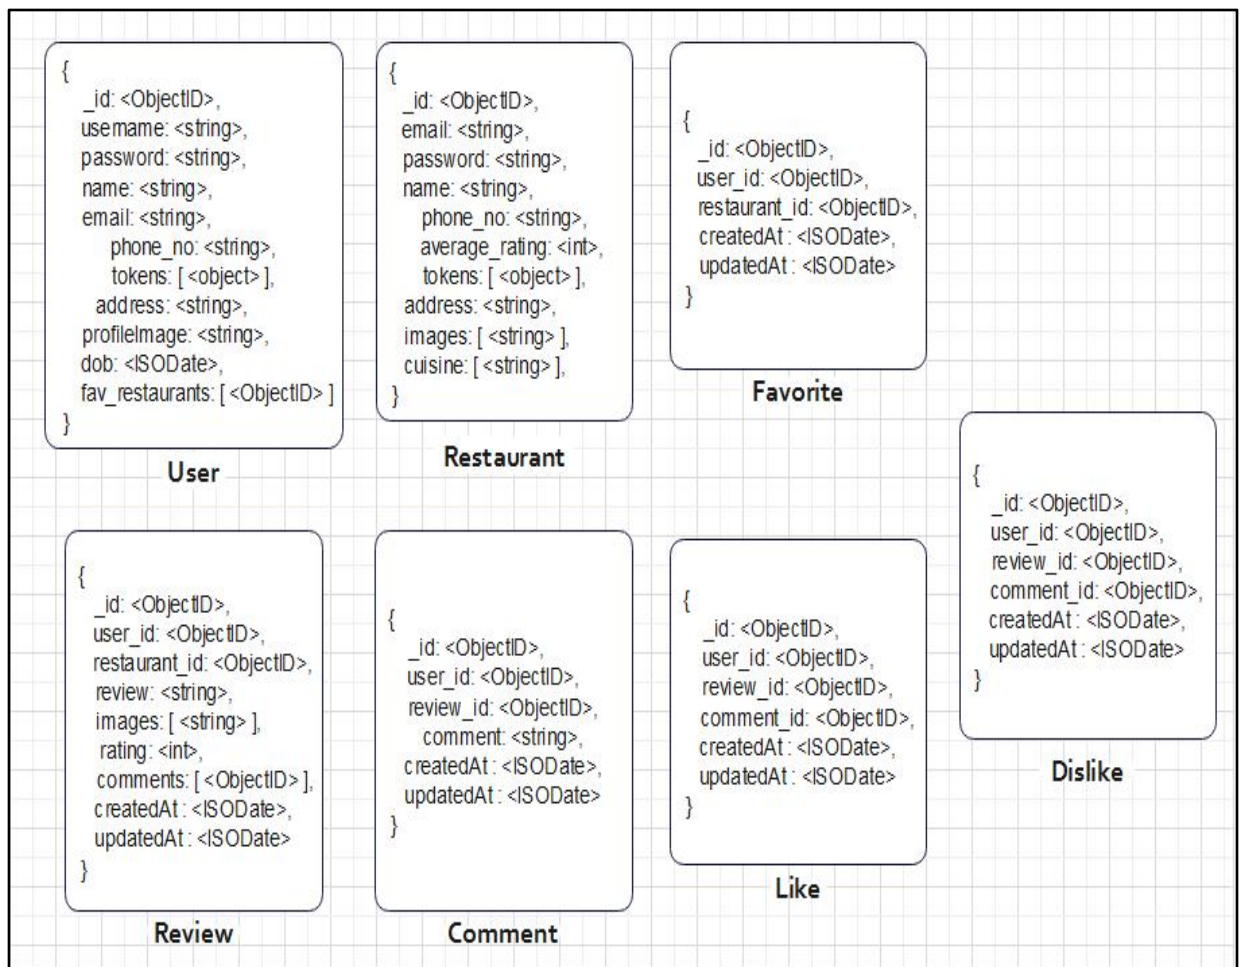 {
_id: <ObjectID>,
username: <string>,
password: <string>,
name: <string>,
email: <string>,
phone_no: <string>,
tokens: [ <object> ],
address: <string>,
profileImage: <string>,
dob: <ISODate>,
fav_restaurants: [ <ObjectID> ]
}
User
{
_id: <ObjectID>,
email: <string>,
password: <string>,
name: <string>,
phone_no: <string>,
average_rating: <int>,
tokens: [ <object> ],
address: <string>,
images: [ <string> ],
cuisine: [ <string> ],
}
Restaurant
{
_id: <ObjectID>,
user_id: <ObjectID>,
restaurant_id: <ObjectID>,
createdAt : <ISODate>,
updatedAt : <ISODate>
}
Favorite
{
_id: <ObjectID>,
user_id: <ObjectID>,
restaurant_id: <ObjectID>,
review: <string>,
images: [ <string> ],
rating: <int>,
comments: [ <ObjectID> ],
createdAt : <ISODate>,
updatedAt : <ISODate>
}
Review
{
_id: <ObjectID>,
user_id: <ObjectID>,
review_id: <ObjectID>,
comment: <string>,
createdAt : <ISODate>,
updatedAt : <ISODate>
}
Comment
{
_id: <ObjectID>,
user_id: <ObjectID>,
review_id: <ObjectID>,
comment_id: <ObjectID>,
createdAt : <ISODate>,
updatedAt : <ISODate>
}
Like
{
_id: <ObjectID>,
user_id: <ObjectID>,
review_id: <ObjectID>,
comment_id: <ObjectID>,
createdAt : <ISODate>,
updatedAt : <ISODate>
}
Dislike